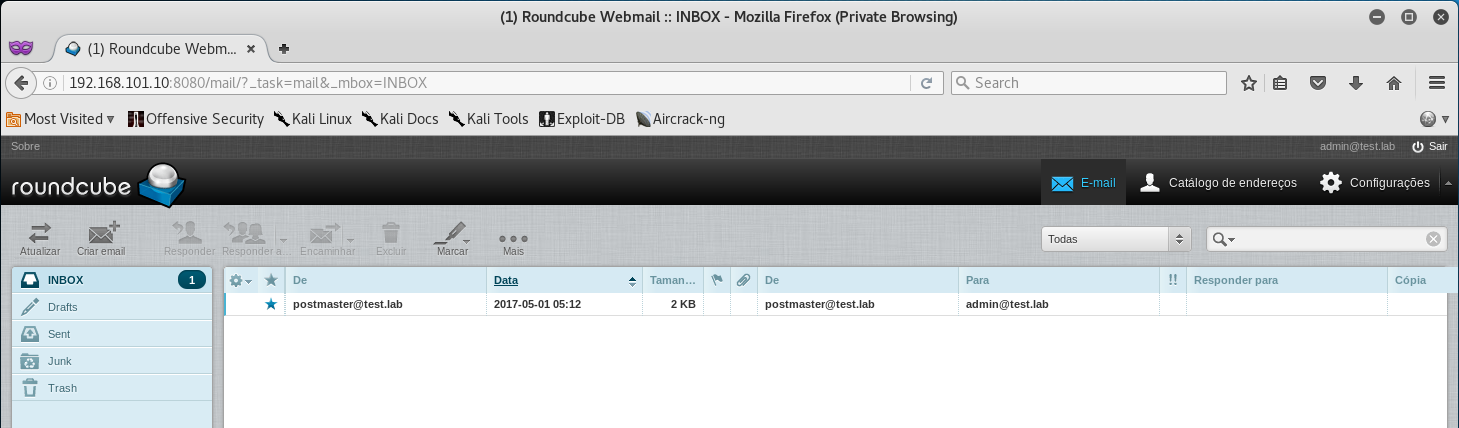 (1) Roundcube Webmail :: INBOX - Mozilla Firefox (Private Browsing)
(1) Roundcube Webm...
192.168.101.10:8080/mail/?_task=mail&_mbox=INBOX
Search
Most Visited Offensive Security Kali Linux Kali Docs Kali Tools Exploit-DB Aircrack-ng
Sobre admin@test.lab Sair
roundcube E-mail Catálogo de endereços Configurações
Atualizar Criar email Responder Responder a... Encaminhar Excluir Marcar Mais Todas
INBOX 1 De Data Taman... De Para !! Responder para Cópia
Drafts postmaster@test.lab 2017-05-01 05:12 2 KB postmaster@test.lab admin@test.lab
Sent
Junk
Trash